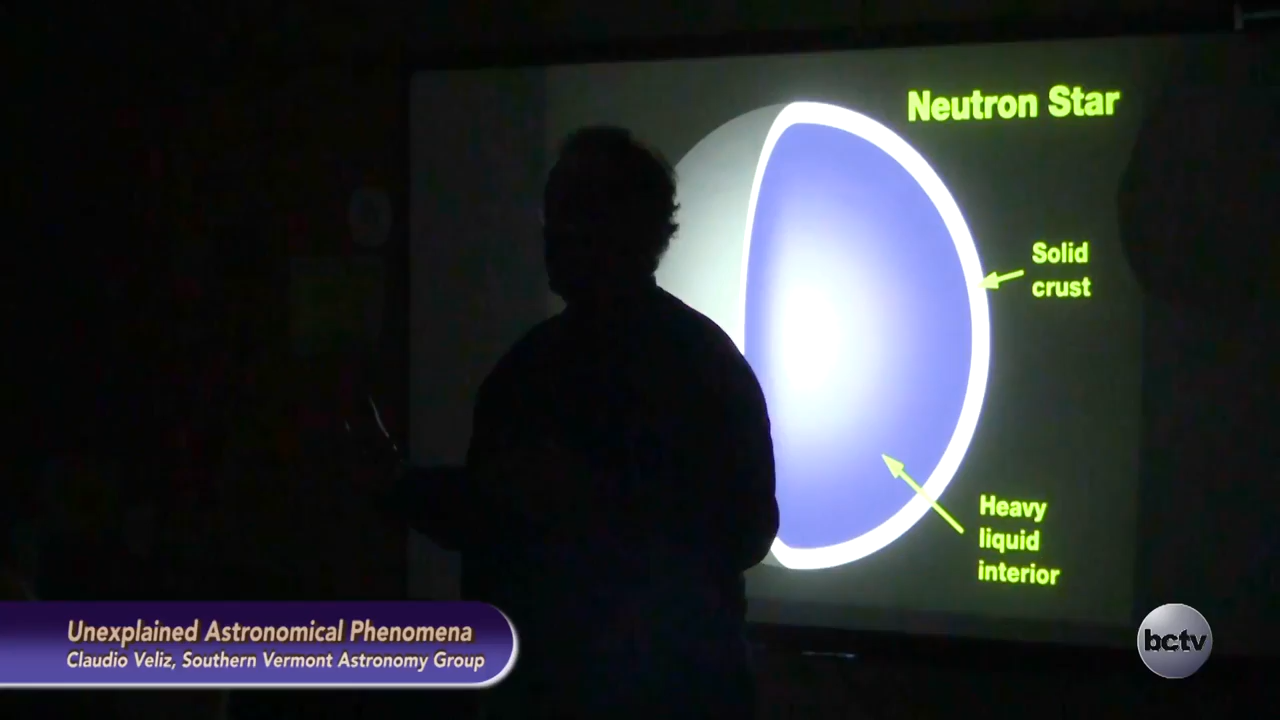 Neutron Star
Solid
crust
Heavy
liquid
interior
Unexplained Astronomical Phenomena
Claudio Veliz, Southern Vermont Astronomy Group
bctv